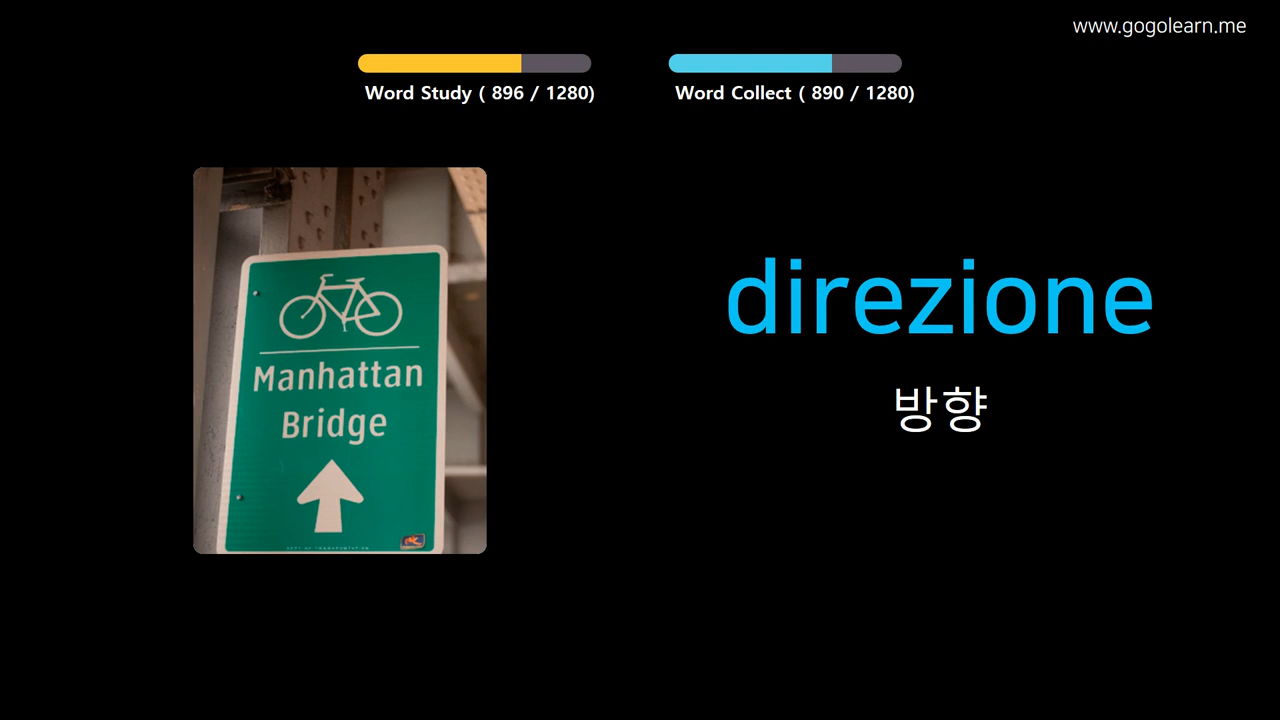 www.gogolearn.me
Word Study ( 896 / 1280)
Word Collect ( 890 / 1280)
Manhattan
Bridge
direzione
방향